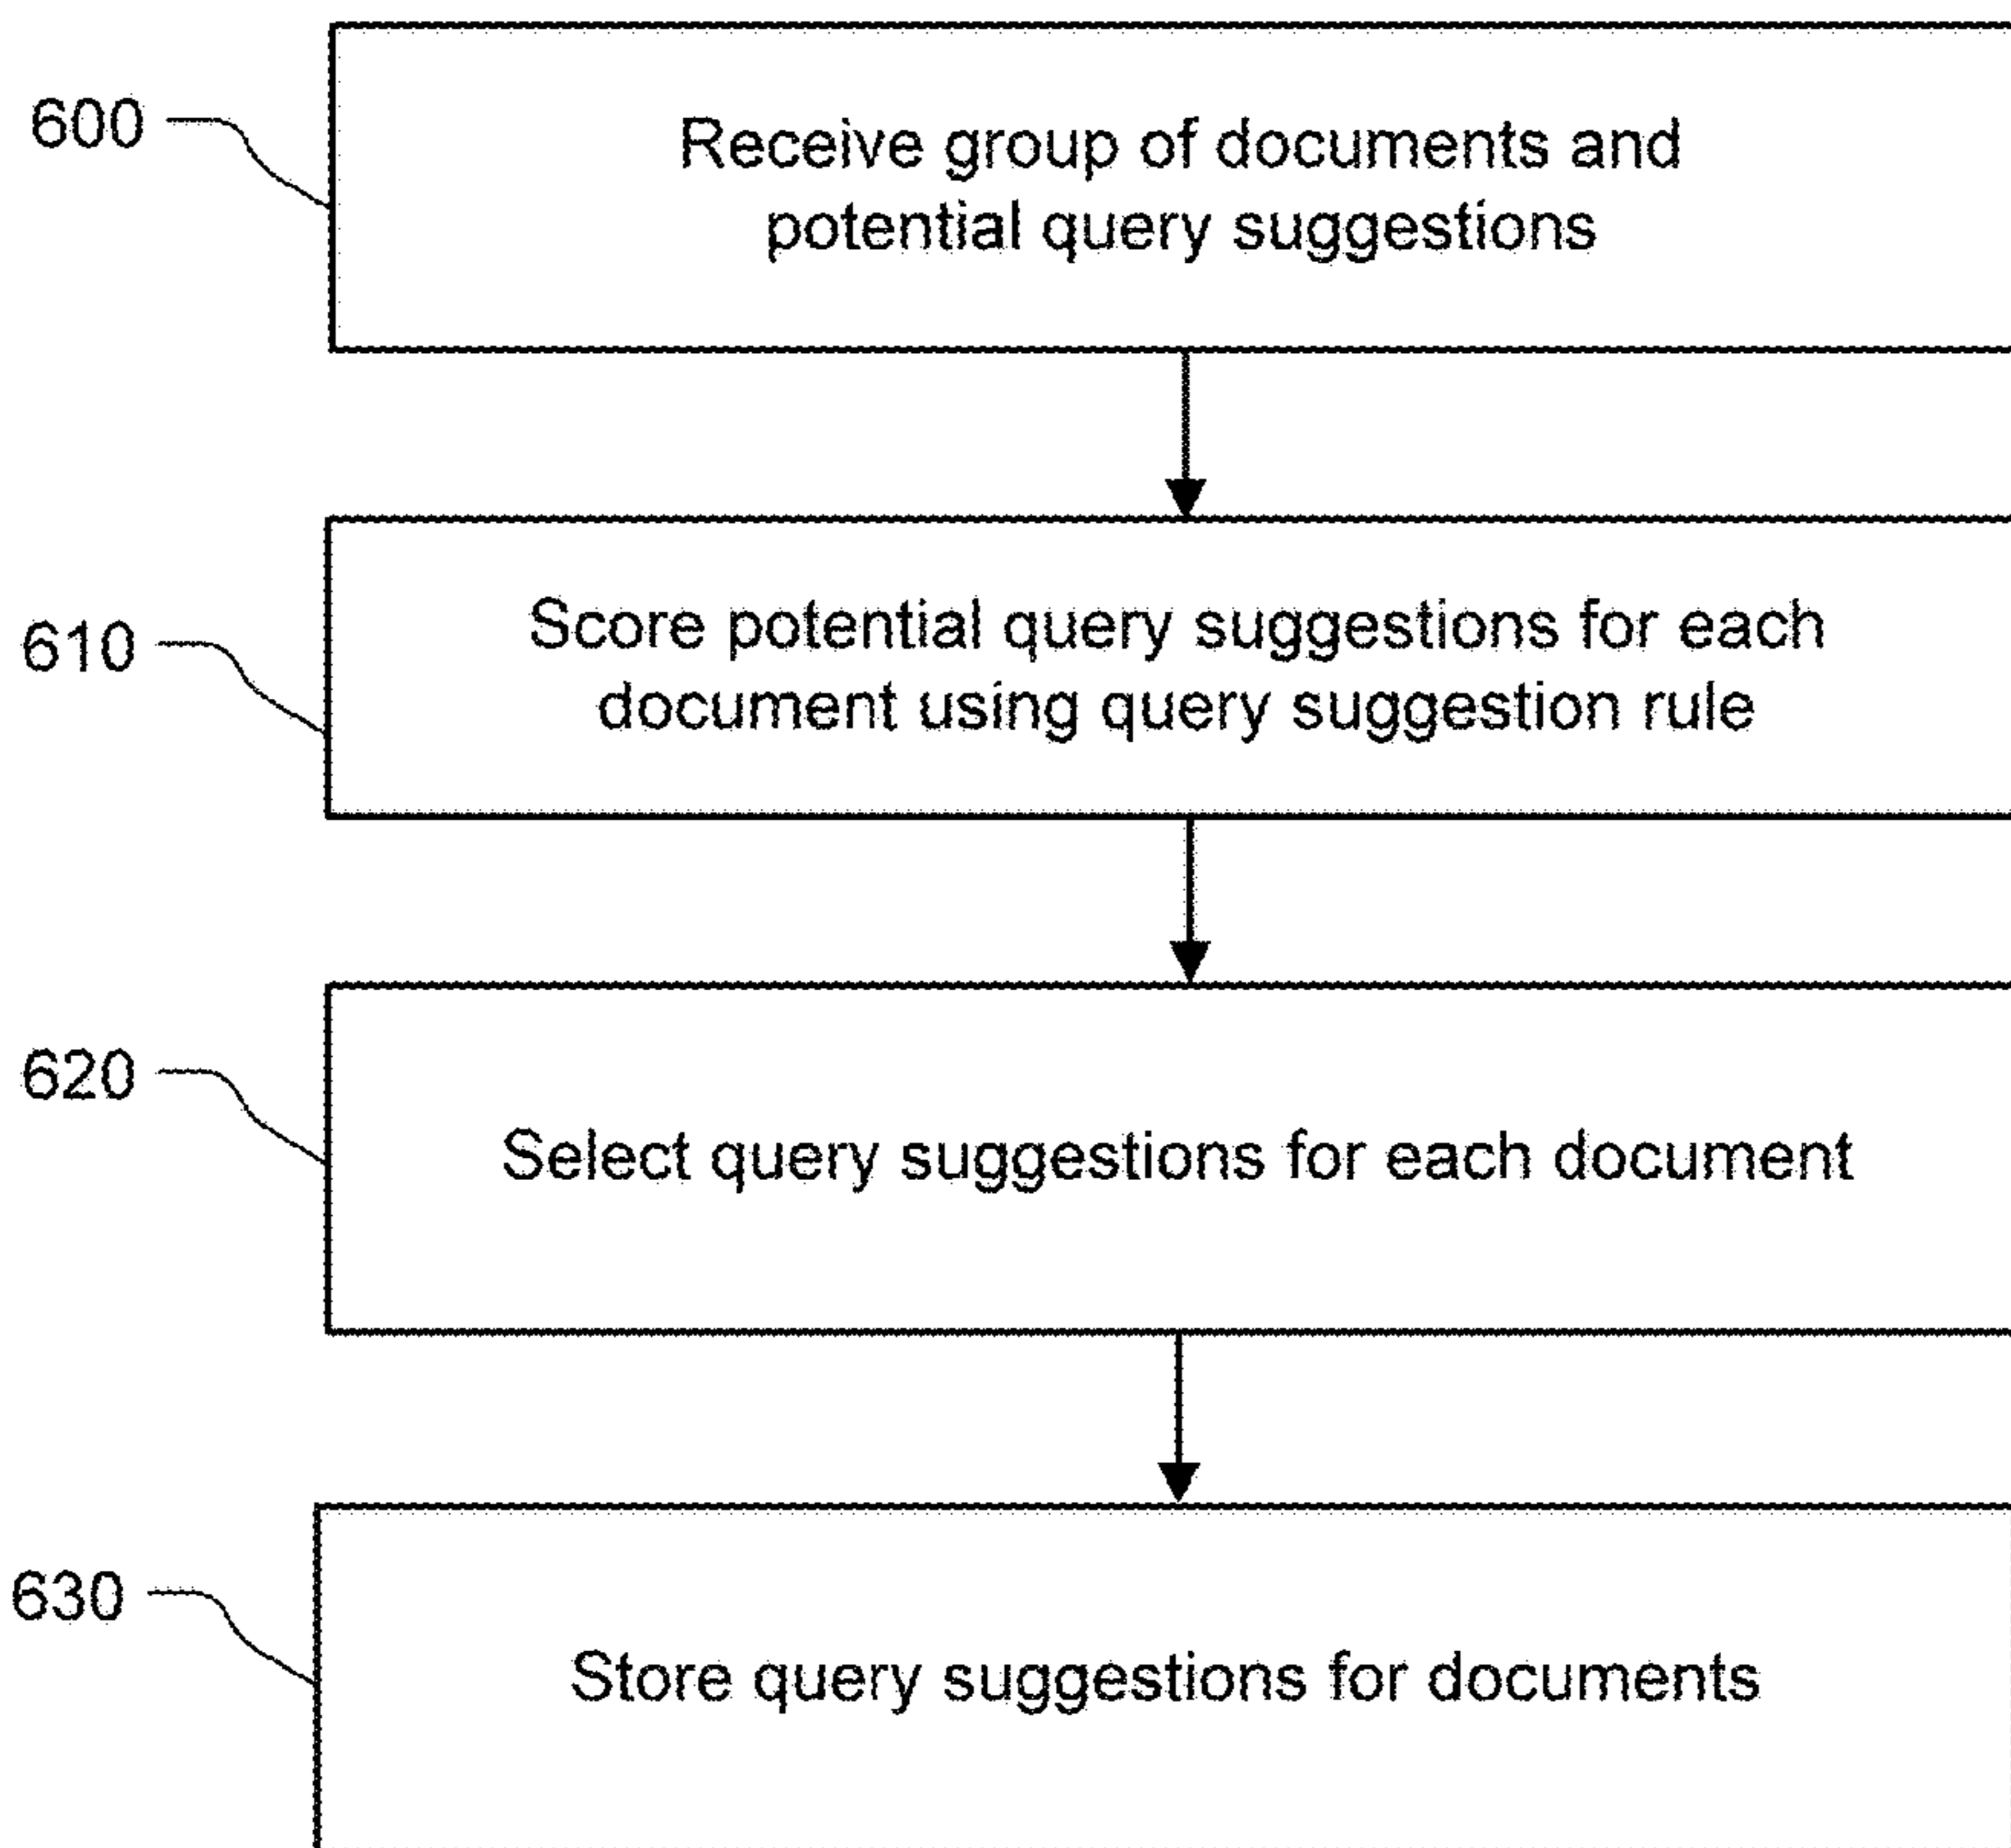 600
Receive group of documents and
potential query suggestions
610
Score potential query suggestions for each
document using query suggestion rule
620
Select query suggestions for each document
630
Store query suggestions for documents